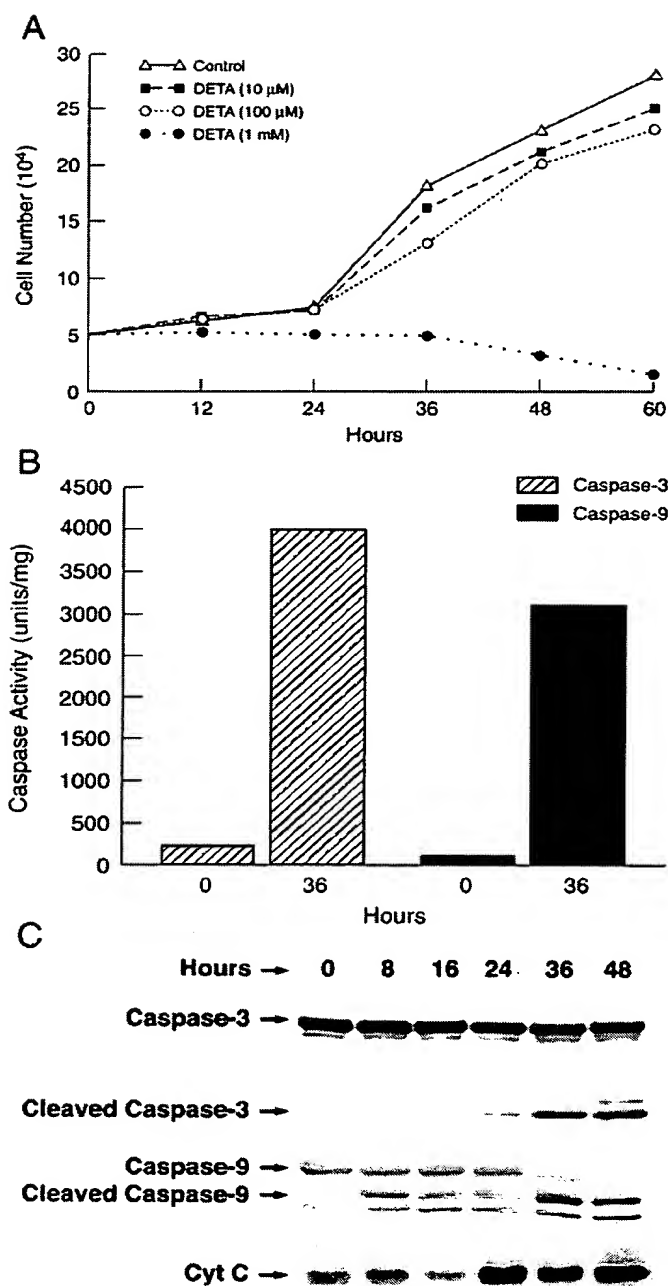 A
30
25
20
15
10
5
0
Cell Number (10⁴)
Control
DETA (10 μM)
DETA (100 μM)
DETA (1 mM)
0 12 24 36 48 60
Hours
B
4500
4000
3500
3000
2500
2000
1500
1000
500
0
Caspase Activity (units/mg)
Caspase-3
Caspase-9
0 36 0 36
Hours
C
Hours → 0 8 16 24 36 48
Caspase-3 →
Cleaved Caspase-3 →
Caspase-9 →
Cleaved Caspase-9 →
Cyt C →